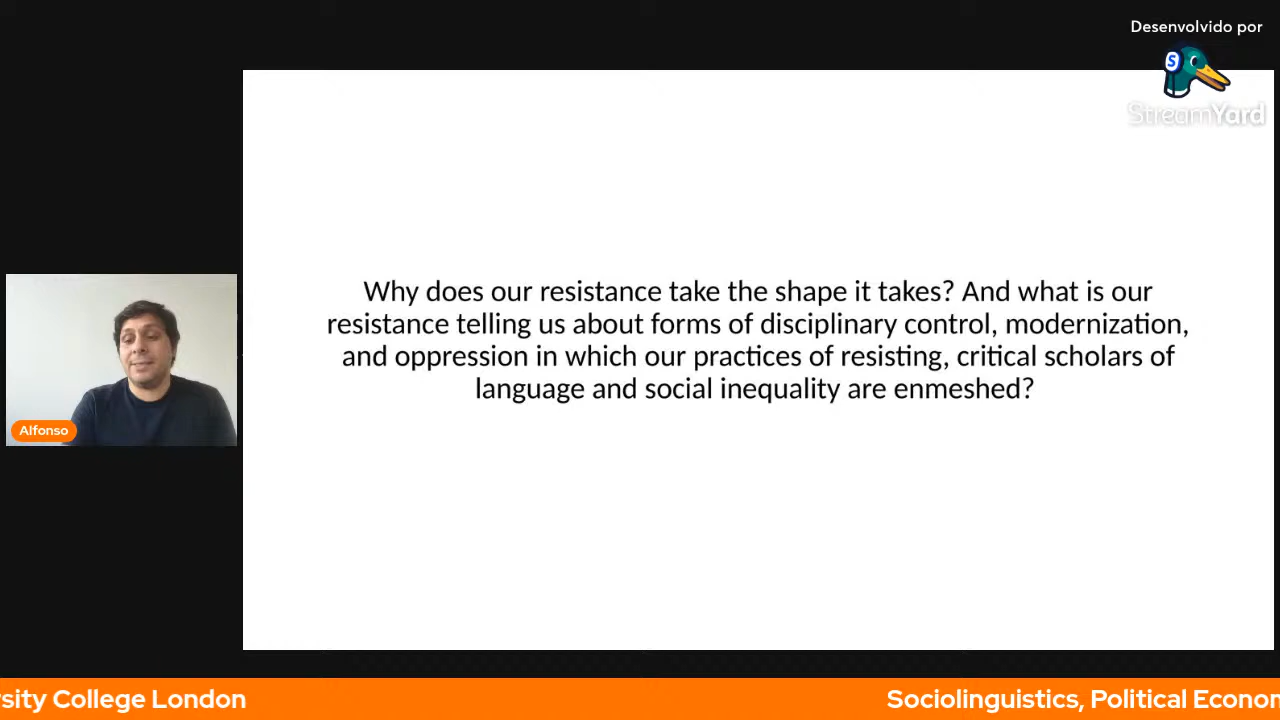 Desenvolvido por
S
StreamYard
Why does our resistance take the shape it takes? And what is our
resistance telling us about forms of disciplinary control, modernization,
and oppression in which our practices of resisting, critical scholars of
language and social inequality are enmeshed?
Alfonso
rsity College London
Sociolinguistics, Political Econom